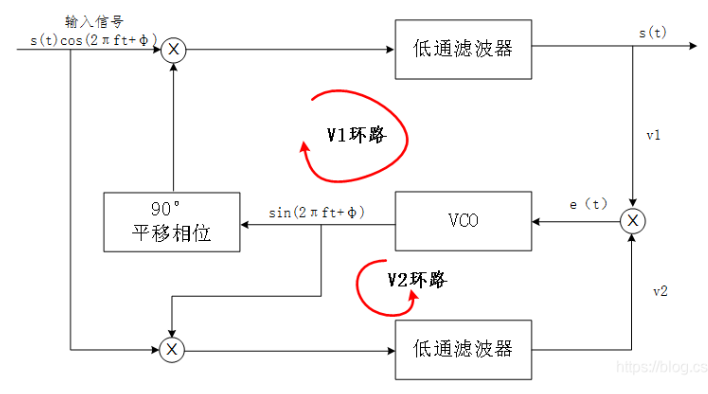 输入信号
s(t)cos(2πft+Φ)
X
低通滤波器
s(t)
V1环路
v1
90°
平移相位
sin(2πft+Φ)
VCO
e（t）
X
V2环路
v2
X
低通滤波器
https://blog.cs